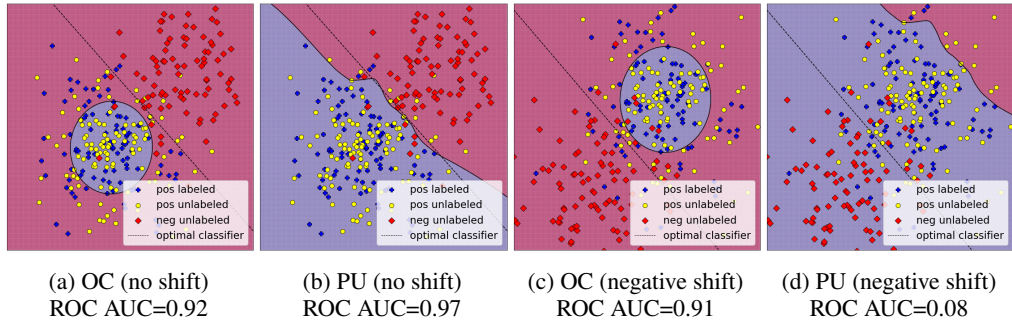 pos labeled
pos unlabeled
neg unlabeled
optimal classifier
pos labeled
pos unlabeled
neg unlabeled
optimal classifier
pos labeled
pos unlabeled
neg unlabeled
optimal classifier
pos labeled
pos unlabeled
neg unlabeled
optimal classifier
(a) OC (no shift)
ROC AUC=0.92
(b) PU (no shift)
ROC AUC=0.97
(c) OC (negative shift)
ROC AUC=0.91
(d) PU (negative shift)
ROC AUC=0.08